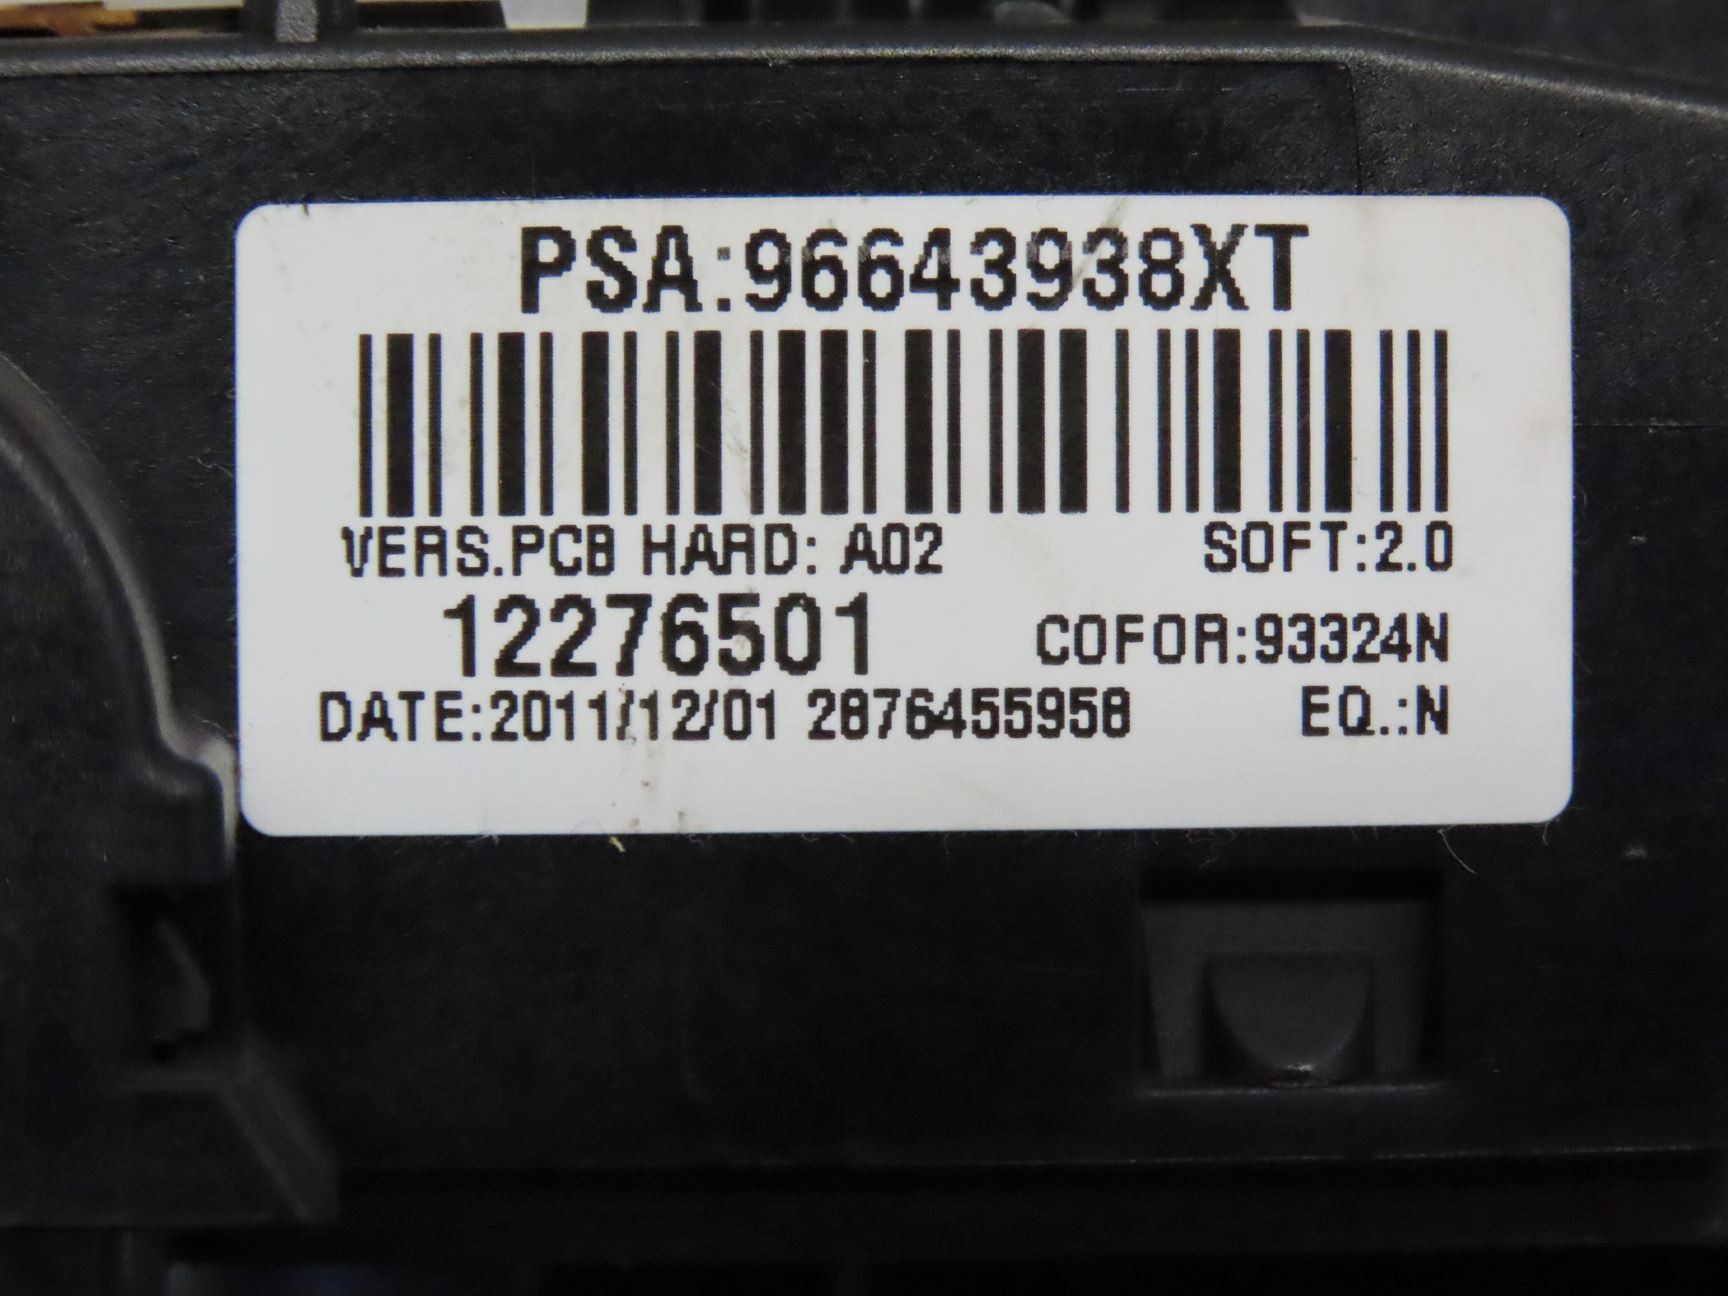 PSA:96643938XT
VERS.PCB HARD: A02 SOFT:2.0
12276501 COFOR:93324N
DATE:2011/12/01 2876455958 EQ.:N